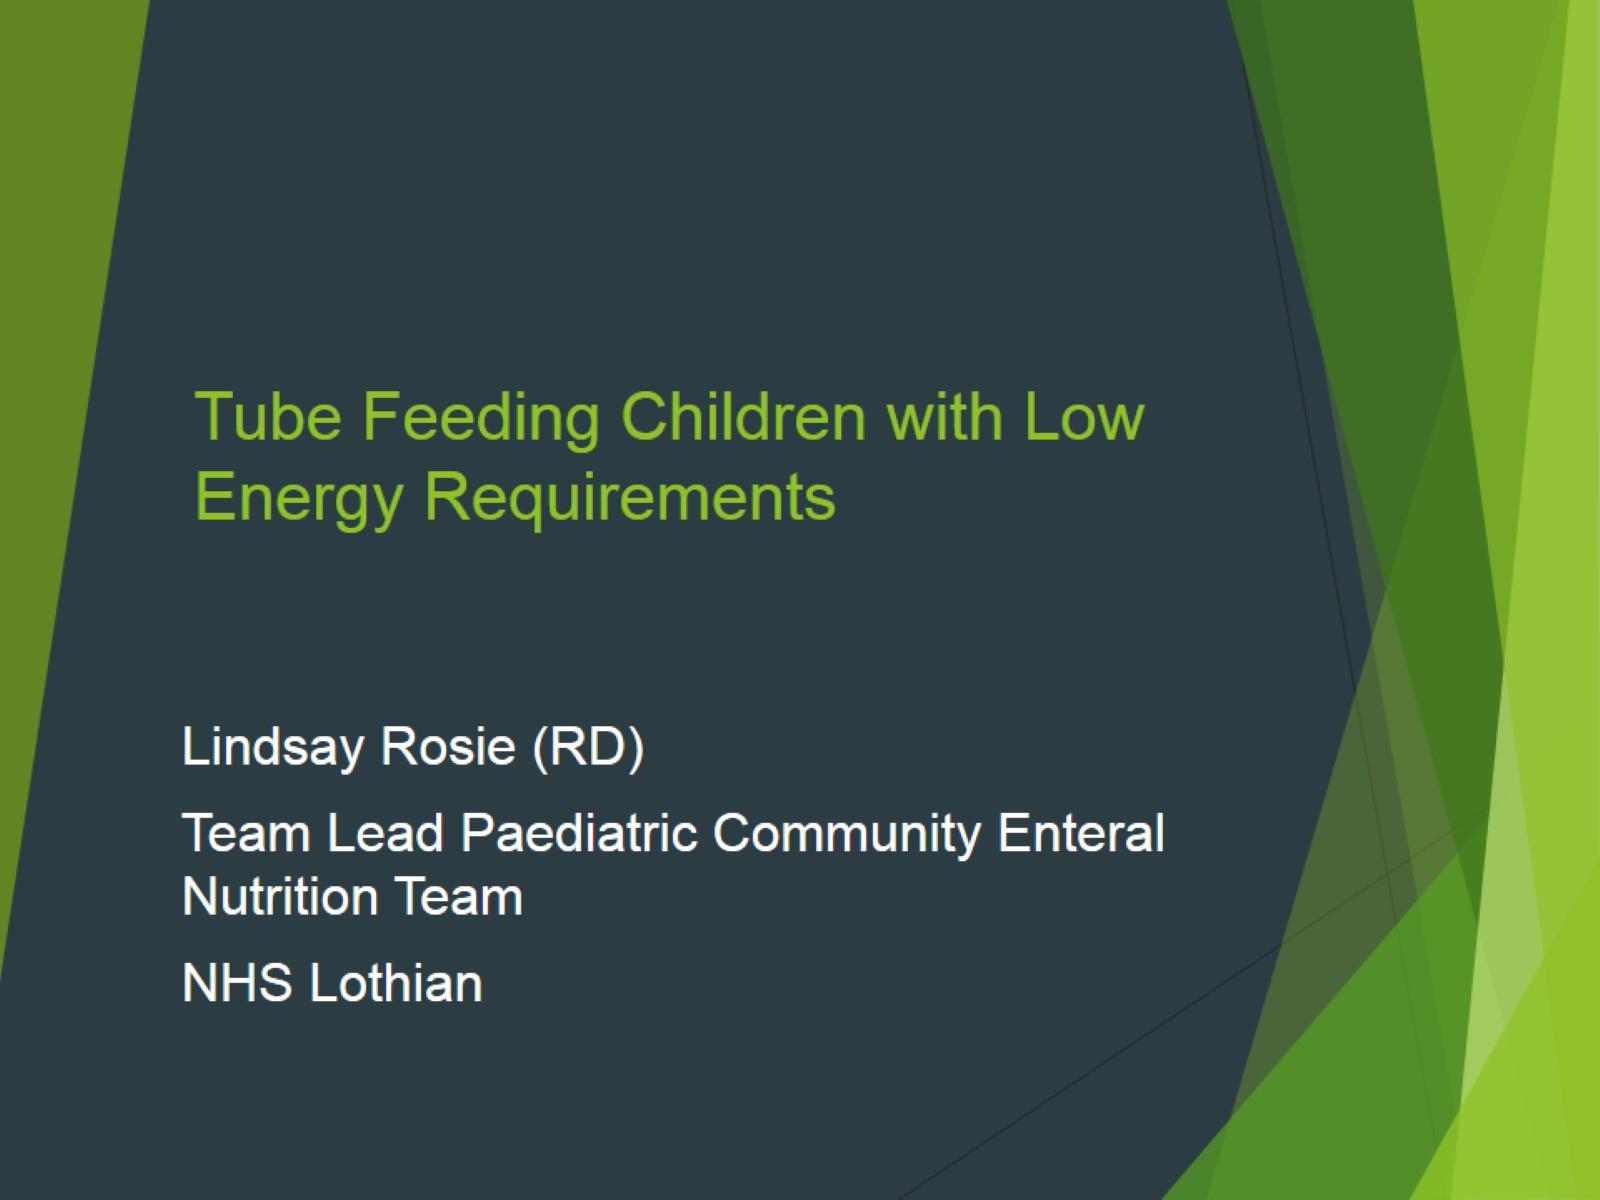 Tube Feeding Children with Low
Energy Requirements
Lindsay Rosie (RD)
Team Lead Paediatric Community Enteral
Nutrition Team
NHS Lothian